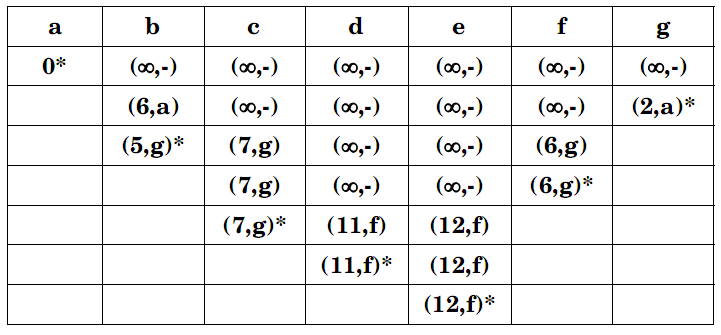 a b c d e f g
0* (∞,-) (∞,-) (∞,-) (∞,-) (∞,-) (∞,-)
(6,a) (∞,-) (∞,-) (∞,-) (∞,-) (2,a)*
(5,g)* (7,g) (∞,-) (∞,-) (6,g)
(7,g) (∞,-) (∞,-) (6,g)*
(7,g)* (11,f) (12,f)
(11,f)* (12,f)
(12,f)*